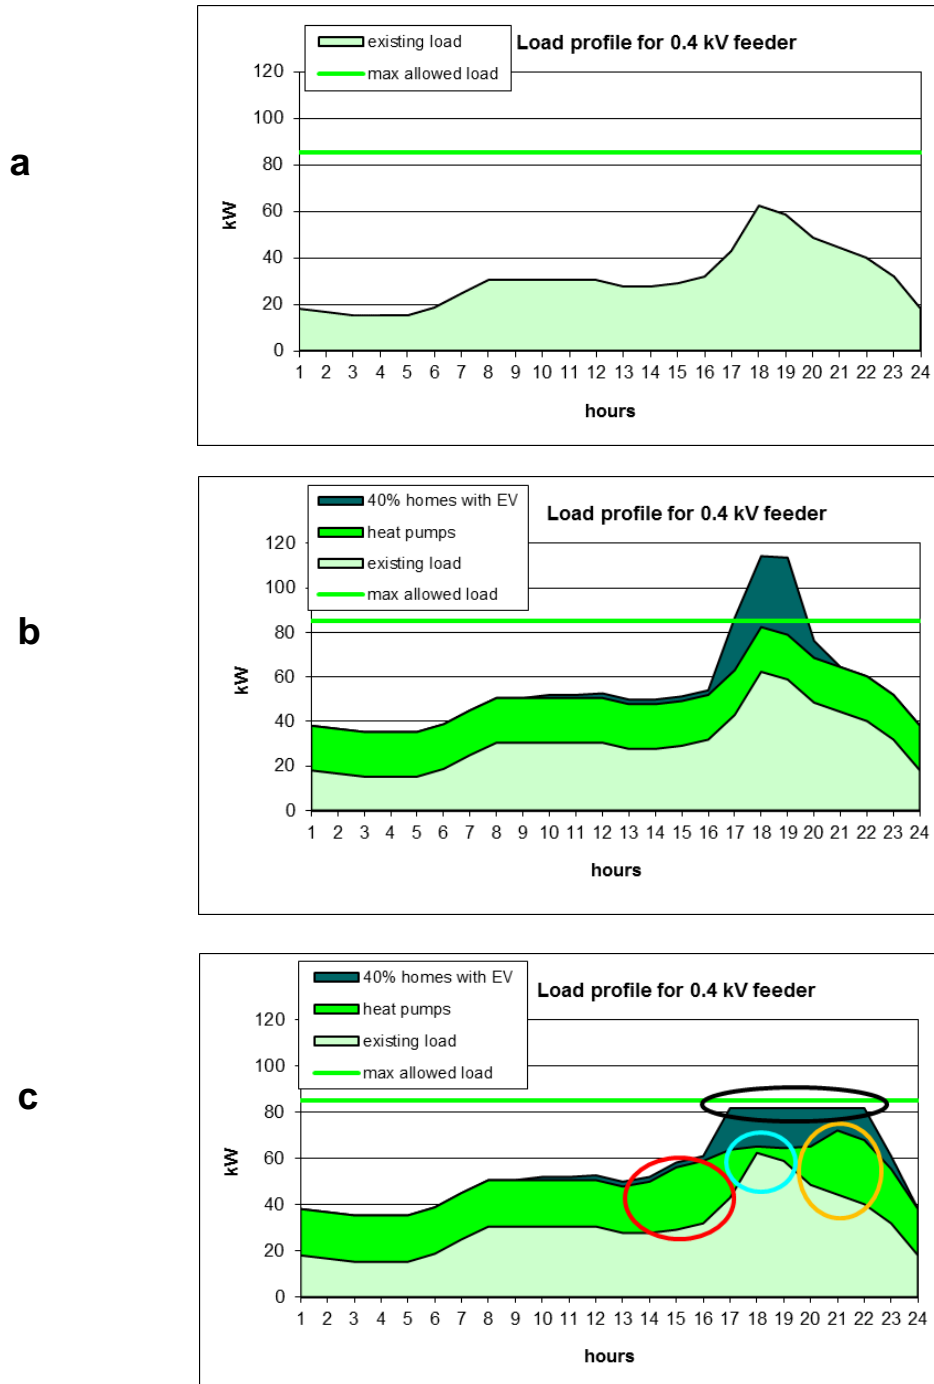 a
existing load
max allowed load
Load profile for 0.4 kV feeder
120
100
80
60
40
20
0
kW
1 2 3 4 5 6 7 8 9 10 11 12 13 14 15 16 17 18 19 20 21 22 23 24
hours
b
40% homes with EV
heat pumps
existing load
max allowed load
Load profile for 0.4 kV feeder
120
100
80
60
40
20
0
kW
1 2 3 4 5 6 7 8 9 10 11 12 13 14 15 16 17 18 19 20 21 22 23 24
hours
c
40% homes with EV
heat pumps
existing load
max allowed load
Load profile for 0.4 kV feeder
120
100
80
60
40
20
0
kW
1 2 3 4 5 6 7 8 9 10 11 12 13 14 15 16 17 18 19 20 21 22 23 24
hours